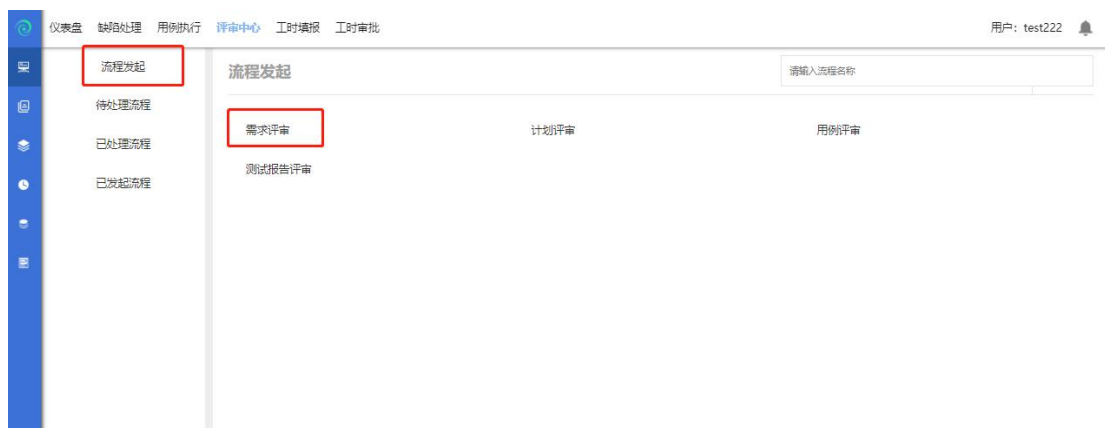 仪表盘 缺陷处理 用例执行 评审中心 工时填报 工时审批 用户：test222
流程发起
待处理流程
已处理流程
已发起流程
流程发起 请输入流程名称
需求评审 计划评审 用例评审
测试报告评审